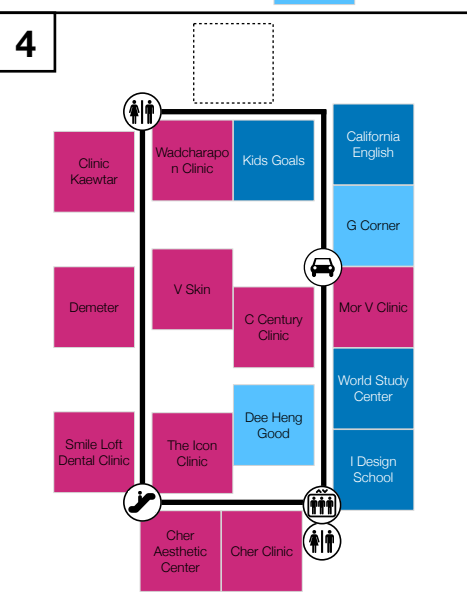 4
California
English
Wadcharapo
n Clinic
Kids Goals
Clinic
Kaewtar
G Corner
V Skin
Demeter
Mor V Clinic
C Century
Clinic
World Study
Center
Dee Heng
Good
Smile Loft
Dental Clinic
The Icon
Clinic
I Design
School
Cher
Aesthetic
Center
Cher Clinic